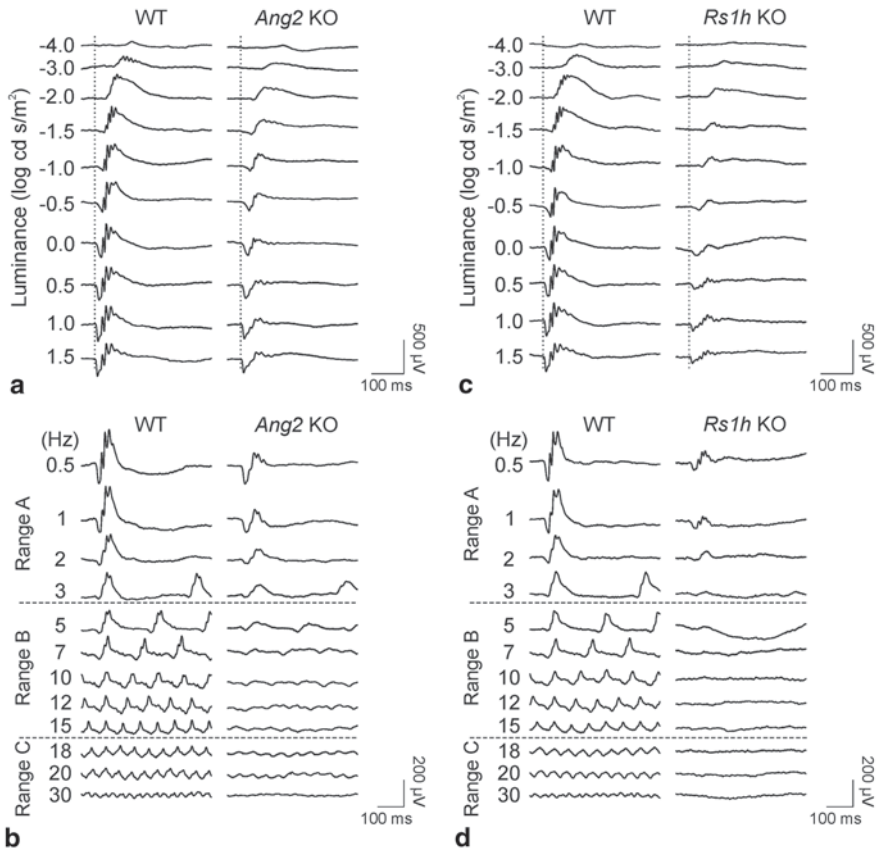 WT Ang2 KO
-4.0
-3.0
-2.0
-1.5
-1.0
-0.5
0.0
0.5
1.0
1.5
Luminance (log cd s/m²)
500 µV
100 ms
a
WT Rs1h KO
-4.0
-3.0
-2.0
-1.5
-1.0
-0.5
0.0
0.5
1.0
1.5
Luminance (log cd s/m²)
500 µV
100 ms
c
(Hz) WT Ang2 KO
0.5
1
2
3
Range A
5
7
10
12
15
Range B
18
20
30
Range C
200 µV
100 ms
b
(Hz) WT Rs1h KO
0.5
1
2
3
Range A
5
7
10
12
15
Range B
18
20
30
Range C
200 µV
100 ms
d